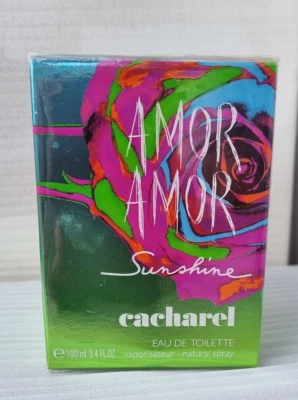 AMOR
AMOR
Sunshine
cacharel
EAU DE TOILETTE
℮ 100 ml 3.4 FL.OZ.
vaporisateur - natural spray